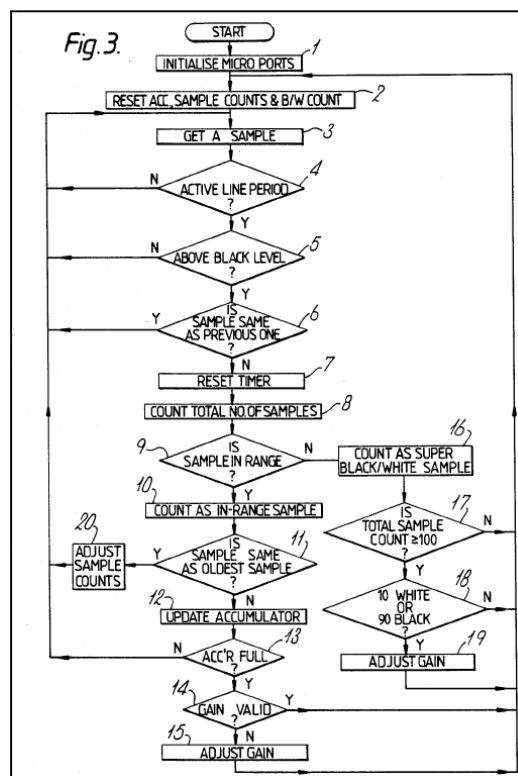 Fig.3.
START
1
INITIALISE MICRO PORTS
2
RESET ACC, SAMPLE COUNTS & B/W COUNT
3
GET A SAMPLE
4
N
ACTIVE LINE PERIOD
?
Y
5
N
ABOVE BLACK LEVEL
?
Y
6
Y
IS
SAMPLE SAME
AS PREVIOUS ONE
?
N
7
RESET TIMER
8
COUNT TOTAL NO. OF SAMPLES
9
IS
SAMPLE IN RANGE
?
N
Y
16
COUNT AS SUPER
BLACK/WHITE SAMPLE
10
COUNT AS IN-RANGE SAMPLE
17
IS
TOTAL SAMPLE
COUNT ≥100
?
N
Y
20
ADJUST
SAMPLE
COUNTS
11
Y
IS
SAMPLE SAME
AS OLDEST SAMPLE
?
N
18
10 WHITE
OR
90 BLACK
?
N
Y
12
UPDATE ACCUMULATOR
19
ADJUST GAIN
13
N
ACC'R FULL
?
Y
14
GAIN VALID
?
Y
N
15
ADJUST GAIN